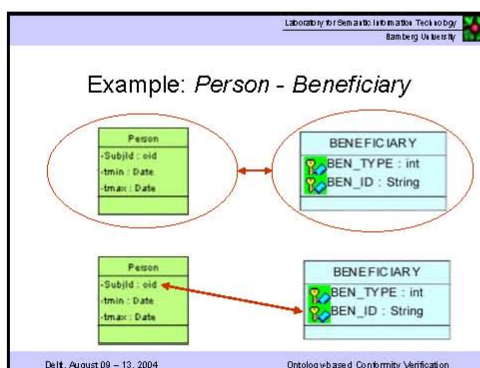 Laboratory for Semantic Information Technology
Bamberg University
Example: Person - Beneficiary
Person
-SubjId : oid
-tmin : Date
-tmax : Date
BENEFICIARY
BEN_TYPE : int
BEN_ID : String
Person
-SubjId : oid
-tmin : Date
-tmax : Date
BENEFICIARY
BEN_TYPE : int
BEN_ID : String
Delft, August 09 – 13, 2004
Ontology-based Conformity Verification